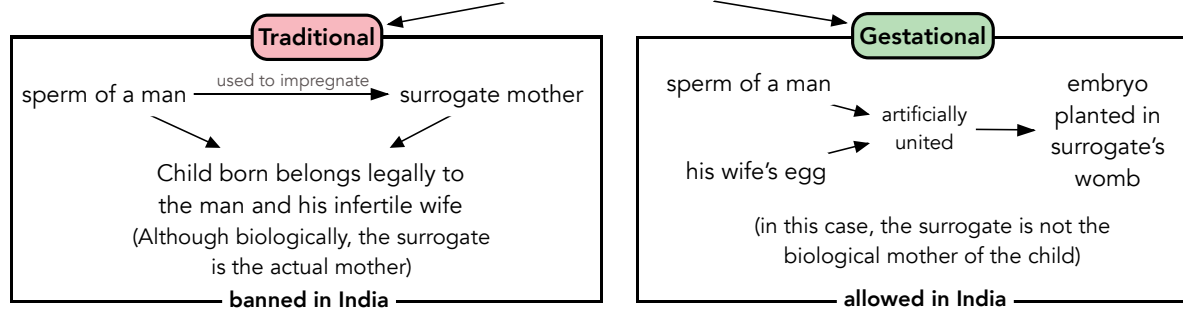 Traditional
used to impregnate
sperm of a man
surrogate mother
Child born belongs legally to
the man and his infertile wife
(Although biologically, the surrogate
is the actual mother)
banned in India
Gestational
sperm of a man
his wife’s egg
artificially
united
embryo
planted in
surrogate’s
womb
(in this case, the surrogate is not the
biological mother of the child)
allowed in India